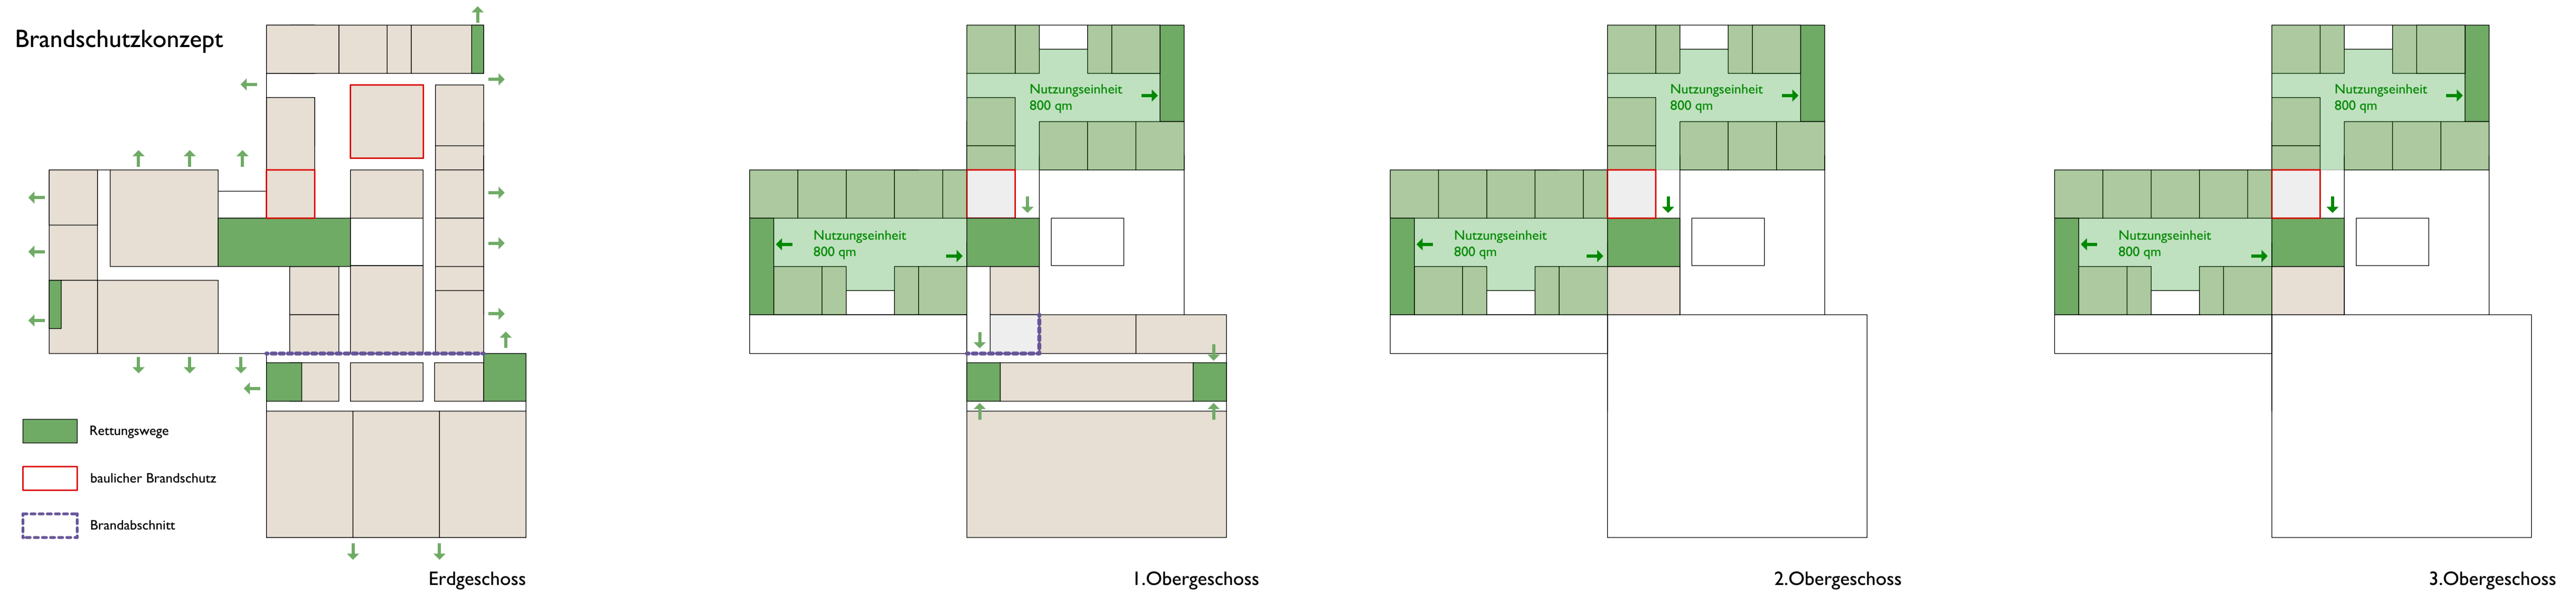 Brandschutzkonzept
Rettungswege
baulicher Brandschutz
Brandabschnitt
Erdgeschoss
Nutzungseinheit
800 qm
Nutzungseinheit
800 qm
1.Obergeschoss
Nutzungseinheit
800 qm
Nutzungseinheit
800 qm
2.Obergeschoss
Nutzungseinheit
800 qm
Nutzungseinheit
800 qm
3.Obergeschoss